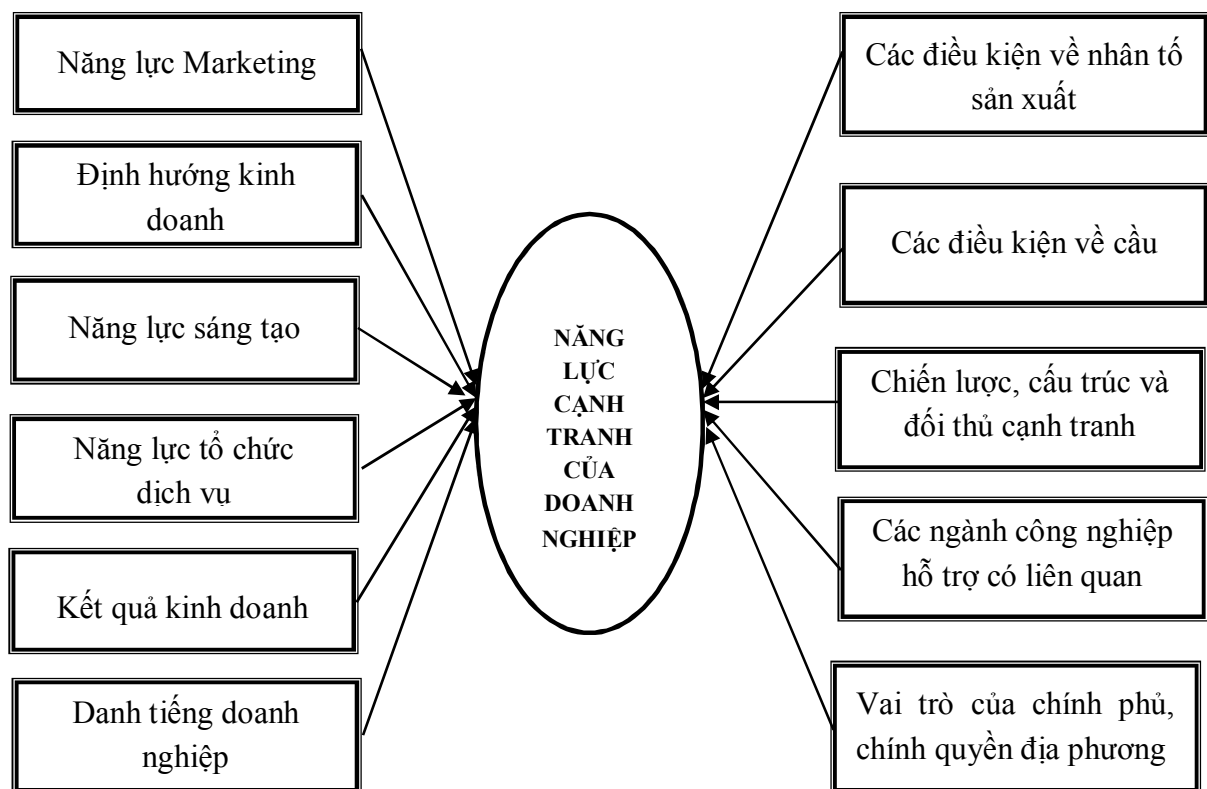 Năng lực Marketing
Định hướng kinh
doanh
Năng lực sáng tạo
Năng lực tổ chức
dịch vụ
Kết quả kinh doanh
Danh tiếng doanh
nghiệp
NĂNG
LỰC
CẠNH
TRANH
CỦA
DOANH
NGHIỆP
Các điều kiện về nhân tố
sản xuất
Các điều kiện về cầu
Chiến lược, cấu trúc và
đối thủ cạnh tranh
Các ngành công nghiệp
hỗ trợ có liên quan
Vai trò của chính phủ,
chính quyền địa phương